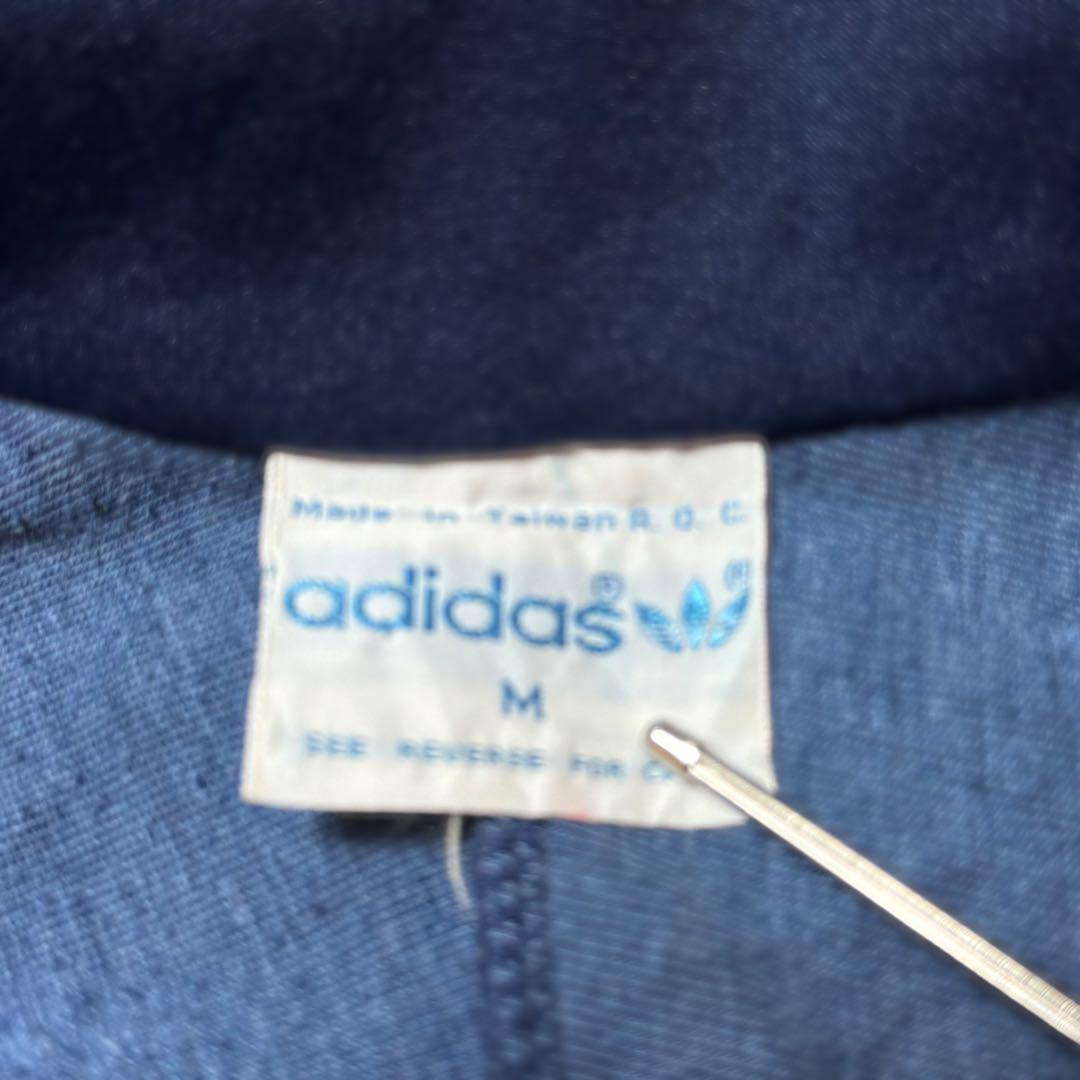 Made in Taiwan R. O. C.
adidas®
®
M
SEE REVERSE FOR